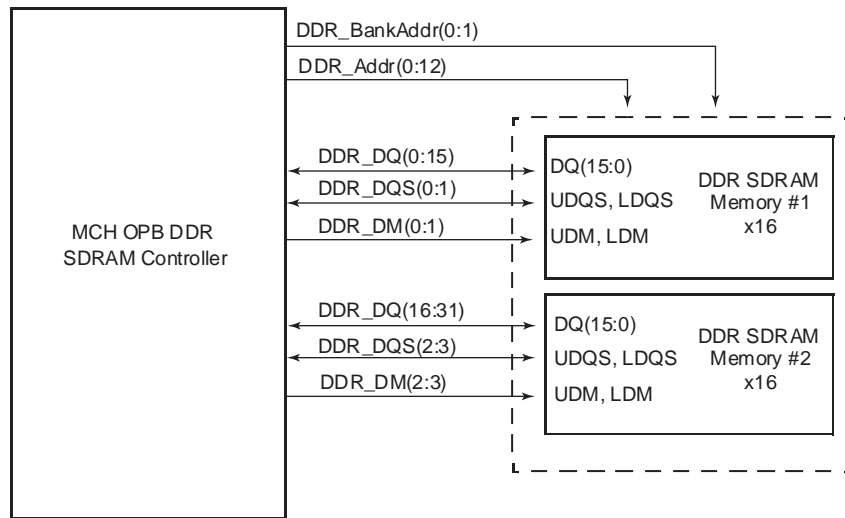 DDR_BankAddr(0:1)
DDR_Addr(0:12)
MCH OPB DDR
SDRAM Controller
DDR_DQ(0:15)
DDR_DQS(0:1)
DDR_DM(0:1)
DQ(15:0)
UDQS, LDQS
UDM, LDM
DDR SDRAM
Memory #1
x16
DDR_DQ(16:31)
DDR_DQS(2:3)
DDR_DM(2:3)
DQ(15:0)
UDQS, LDQS
UDM, LDM
DDR SDRAM
Memory #2
x16